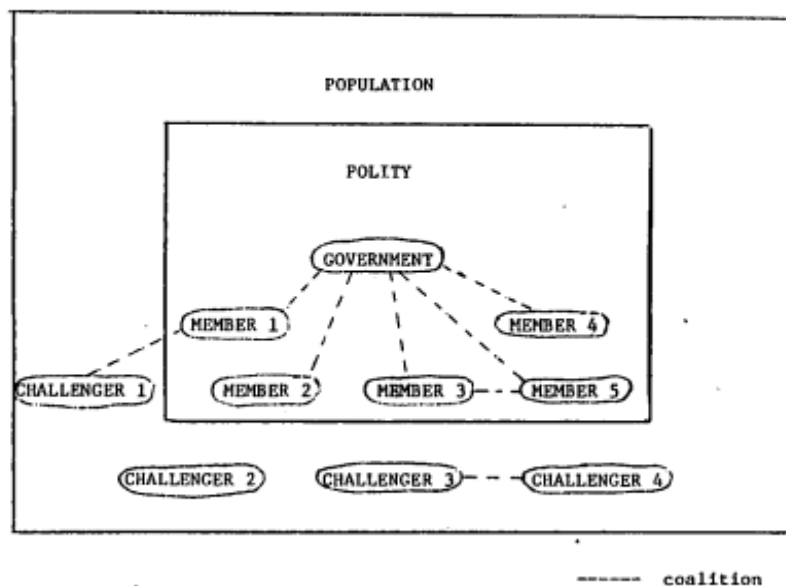 POPULATION
POLITY
GOVERNMENT
MEMBER 1
MEMBER 4
CHALLENGER 1
MEMBER 2
MEMBER 3
MEMBER 5
CHALLENGER 2
CHALLENGER 3
CHALLENGER 4
coalition